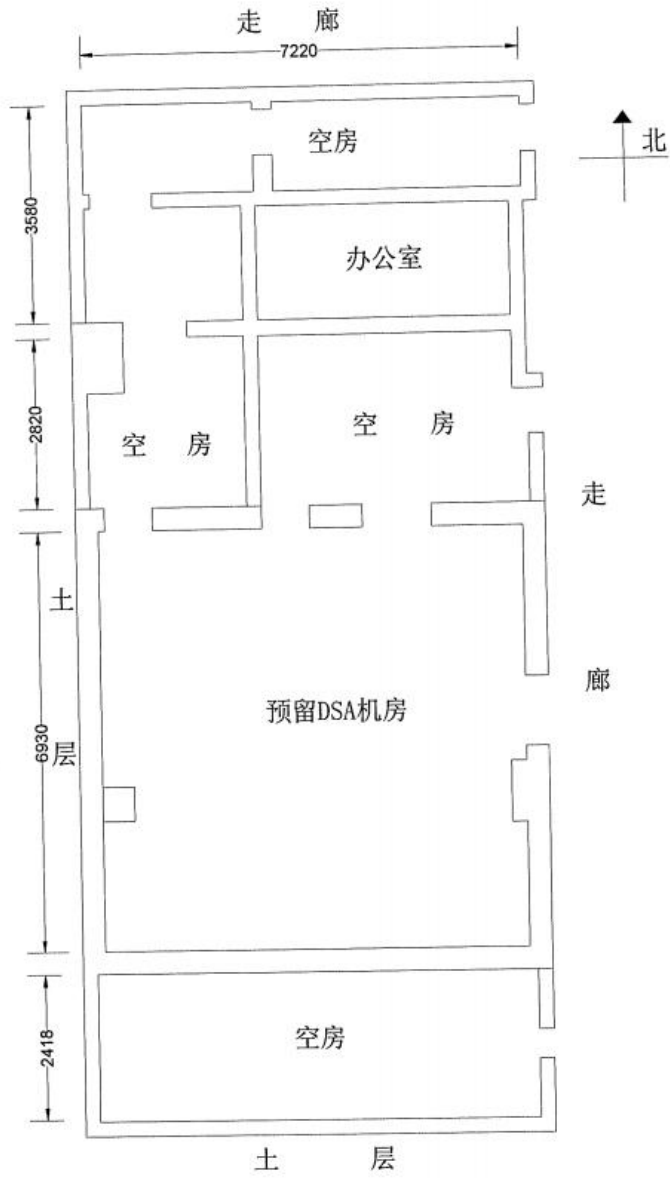 走 廊
7220
空房
北
3580
办公室
2820
空 房
空 房
走
廊
土
层
6930
预留DSA机房
2418
空房
土 层